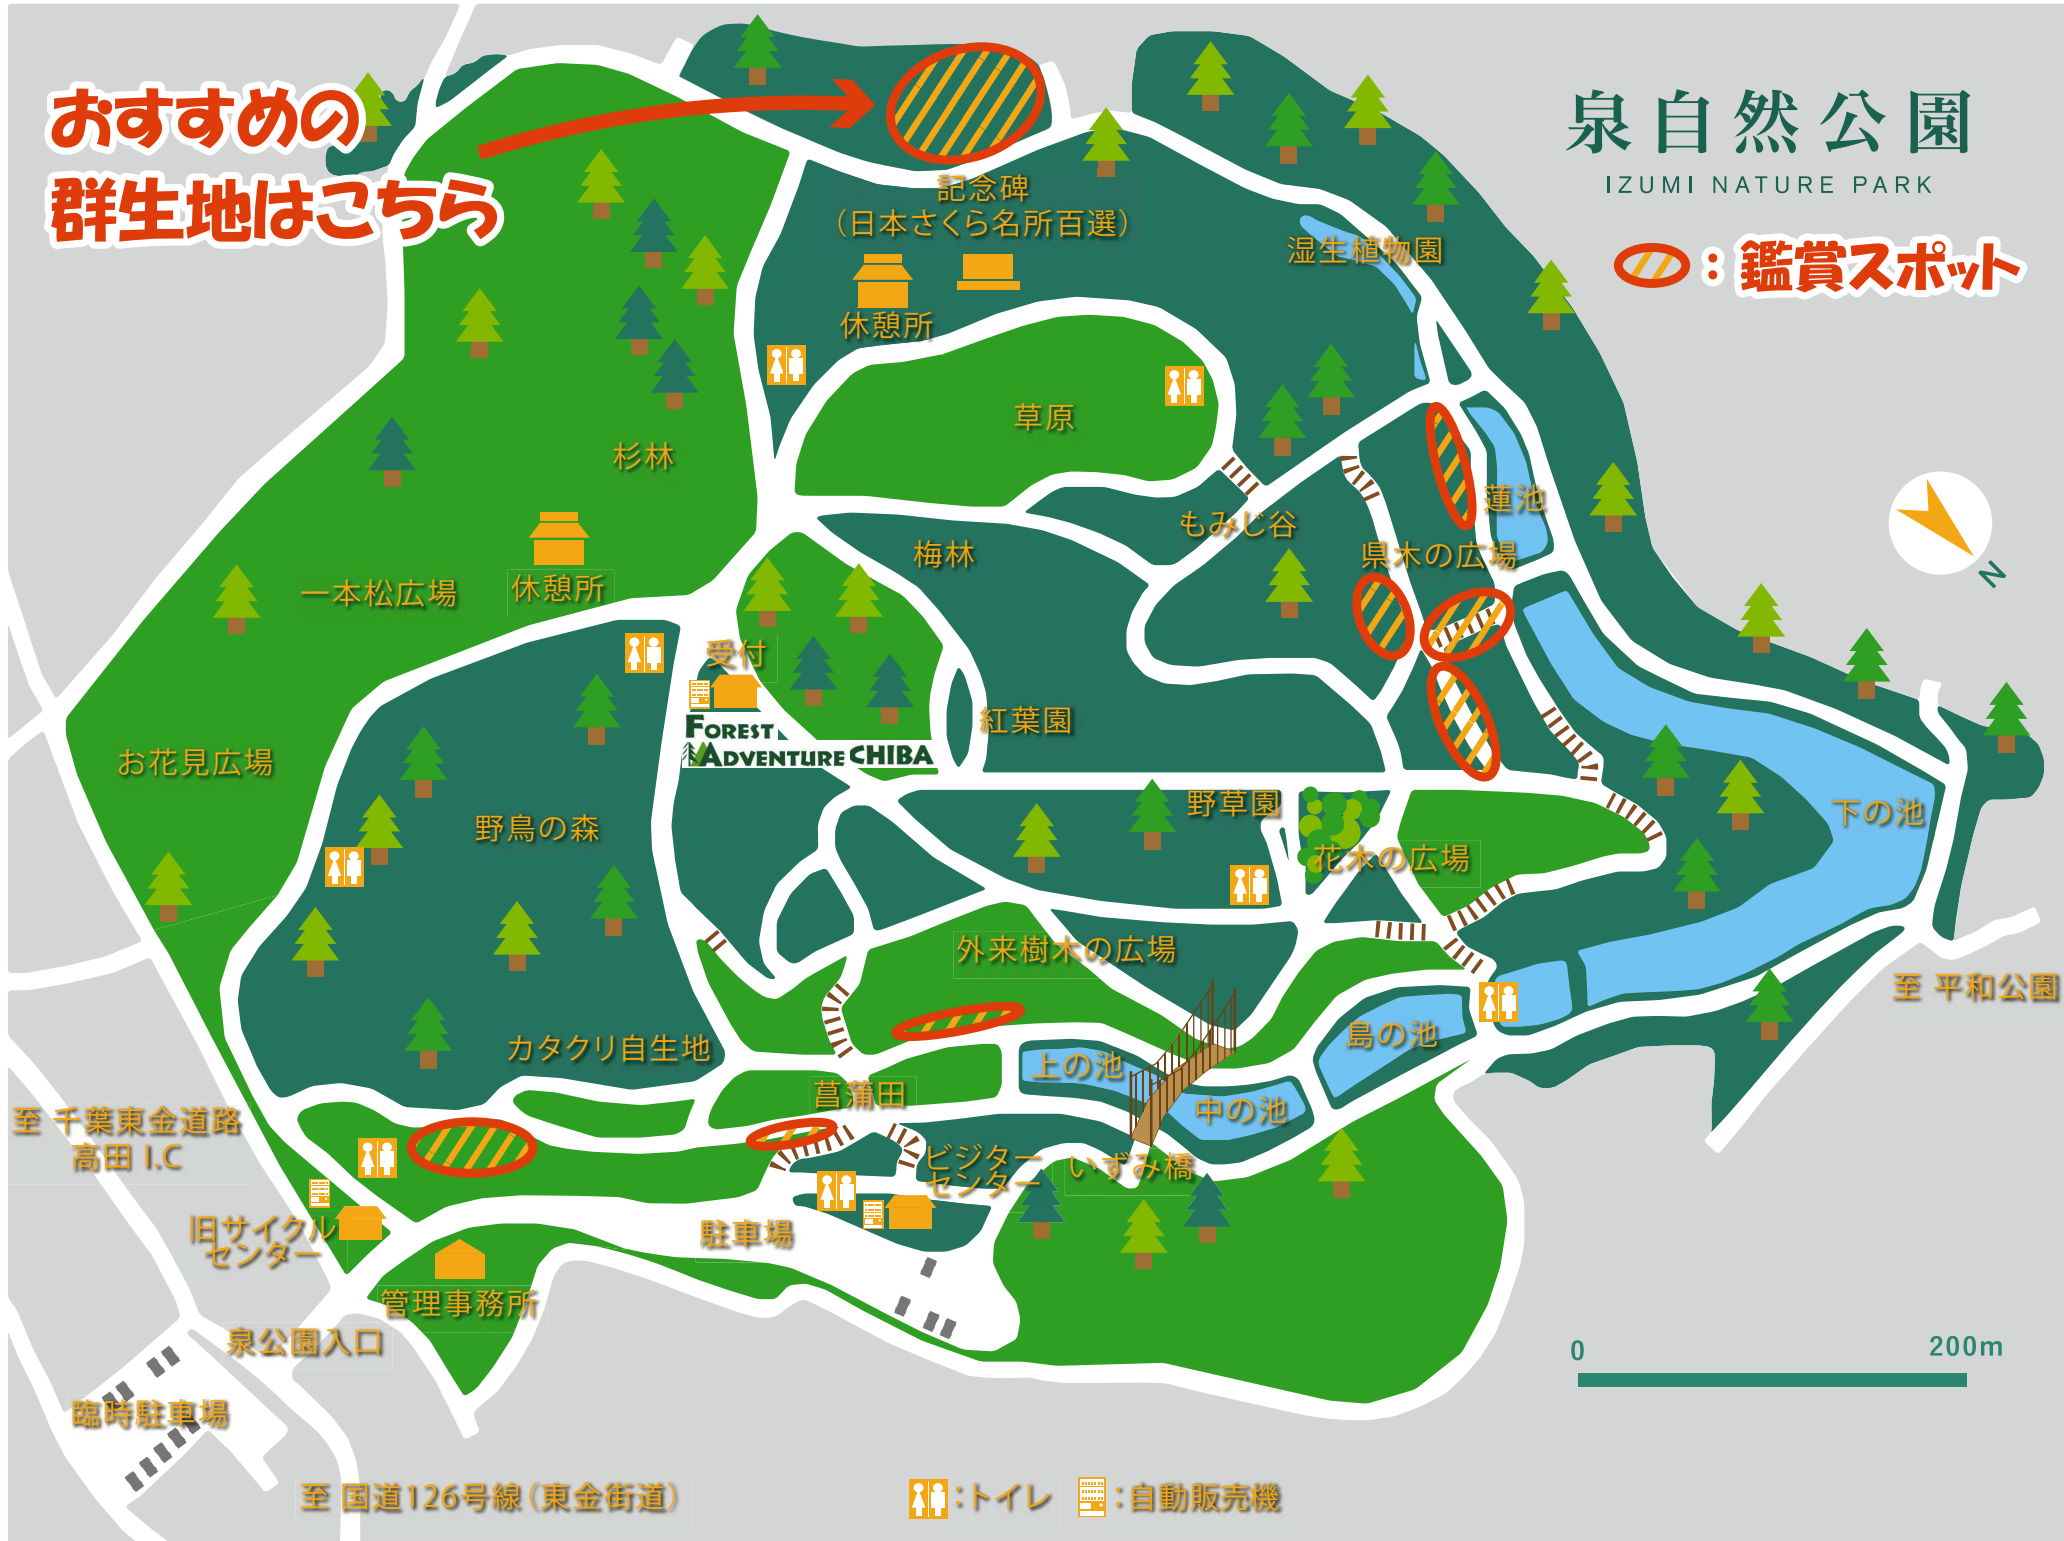 おすすめの
群生地はこちら
泉自然公園
IZUMI NATURE PARK
：鑑賞スポット
記念碑
（日本さくら名所百選）
湿生植物園
休憩所
草原
杉林
蓮池
もみじ谷
県木の広場
梅林
一本松広場
休憩所
N
受付
紅葉園
FOREST
ADVENTURE CHIBA
お花見広場
野鳥の森
野草園
下の池
花木の広場
外来樹木の広場
至 平和公園
カタクリ自生地
島の池
上の池
菖蒲田
中の池
至 千葉東金道路
高田 I.C
ビジター
センター
いずみ橋
旧サイクル
センター
駐車場
管理事務所
泉公園入口
0
200m
臨時駐車場
至 国道126号線（東金街道）
：トイレ
：自動販売機